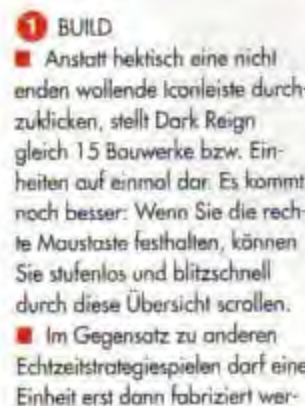 1 BUILD
■ Anstatt hektisch eine nicht
enden wollende Iconleiste durch-
zuklicken, stellt Dark Reign
gleich 15 Bauwerke bzw. Ein-
heiten auf einmal dar. Es kommt
noch besser: Wenn Sie die rech-
te Maustaste festhalten, können
Sie stufenlos und blitzschnell
durch diese Übersicht scrollen.
■ Im Gegensatz zu anderen
Echtzeitstrategiespielen darf eine
Einheit erst dann fabriziert wer-